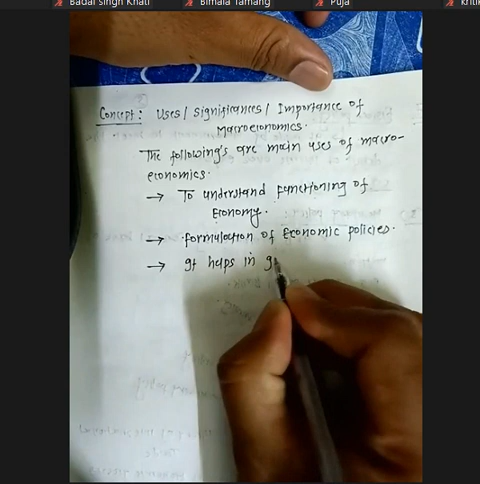 Badal Singh Khati Bimala Tamang Puja kritik
Concept: Uses/ Significances/ Importance of
Macroeconomics.
The following's are main uses of macro-
economics.
→ To understand functioning of
Economy.
→ formulation of Economic policies.
→ It helps in g